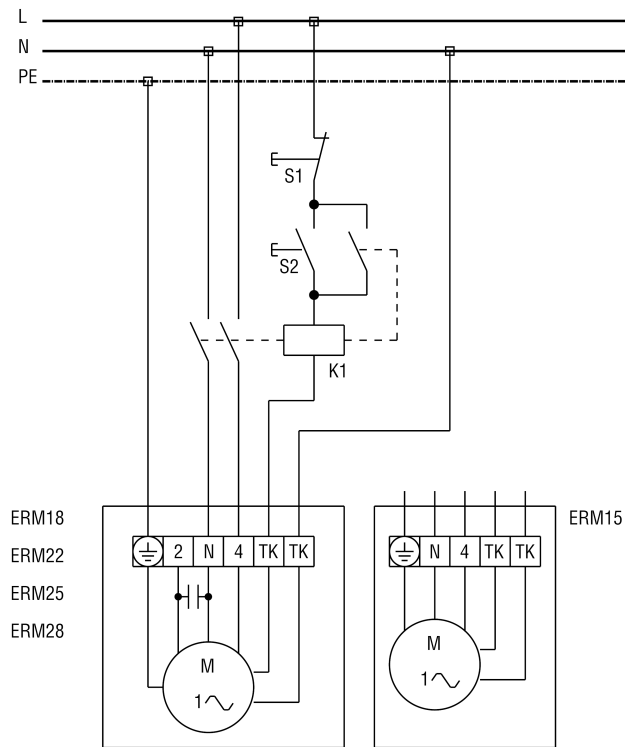 L
N
PE
S1
S2
K1
ERM18
ERM22
ERM25
ERM28
2 N 4 TK TK
M
1
ERM15
N 4 TK TK
M
1